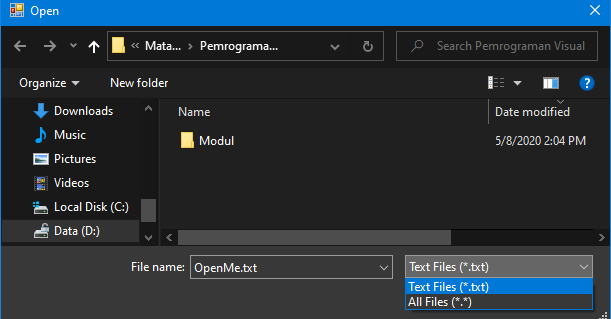 Open
« Mata... › Pemrograma... ›
Search Pemrograman Visual
Organize
New folder
Downloads
Music
Pictures
Videos
Local Disk (C:)
Data (D:)
Name
Date modified
Modul
5/8/2020 2:04 PM
File name:
OpenMe.txt
Text Files (*.txt)
Text Files (*.txt)
All Files (*.*)